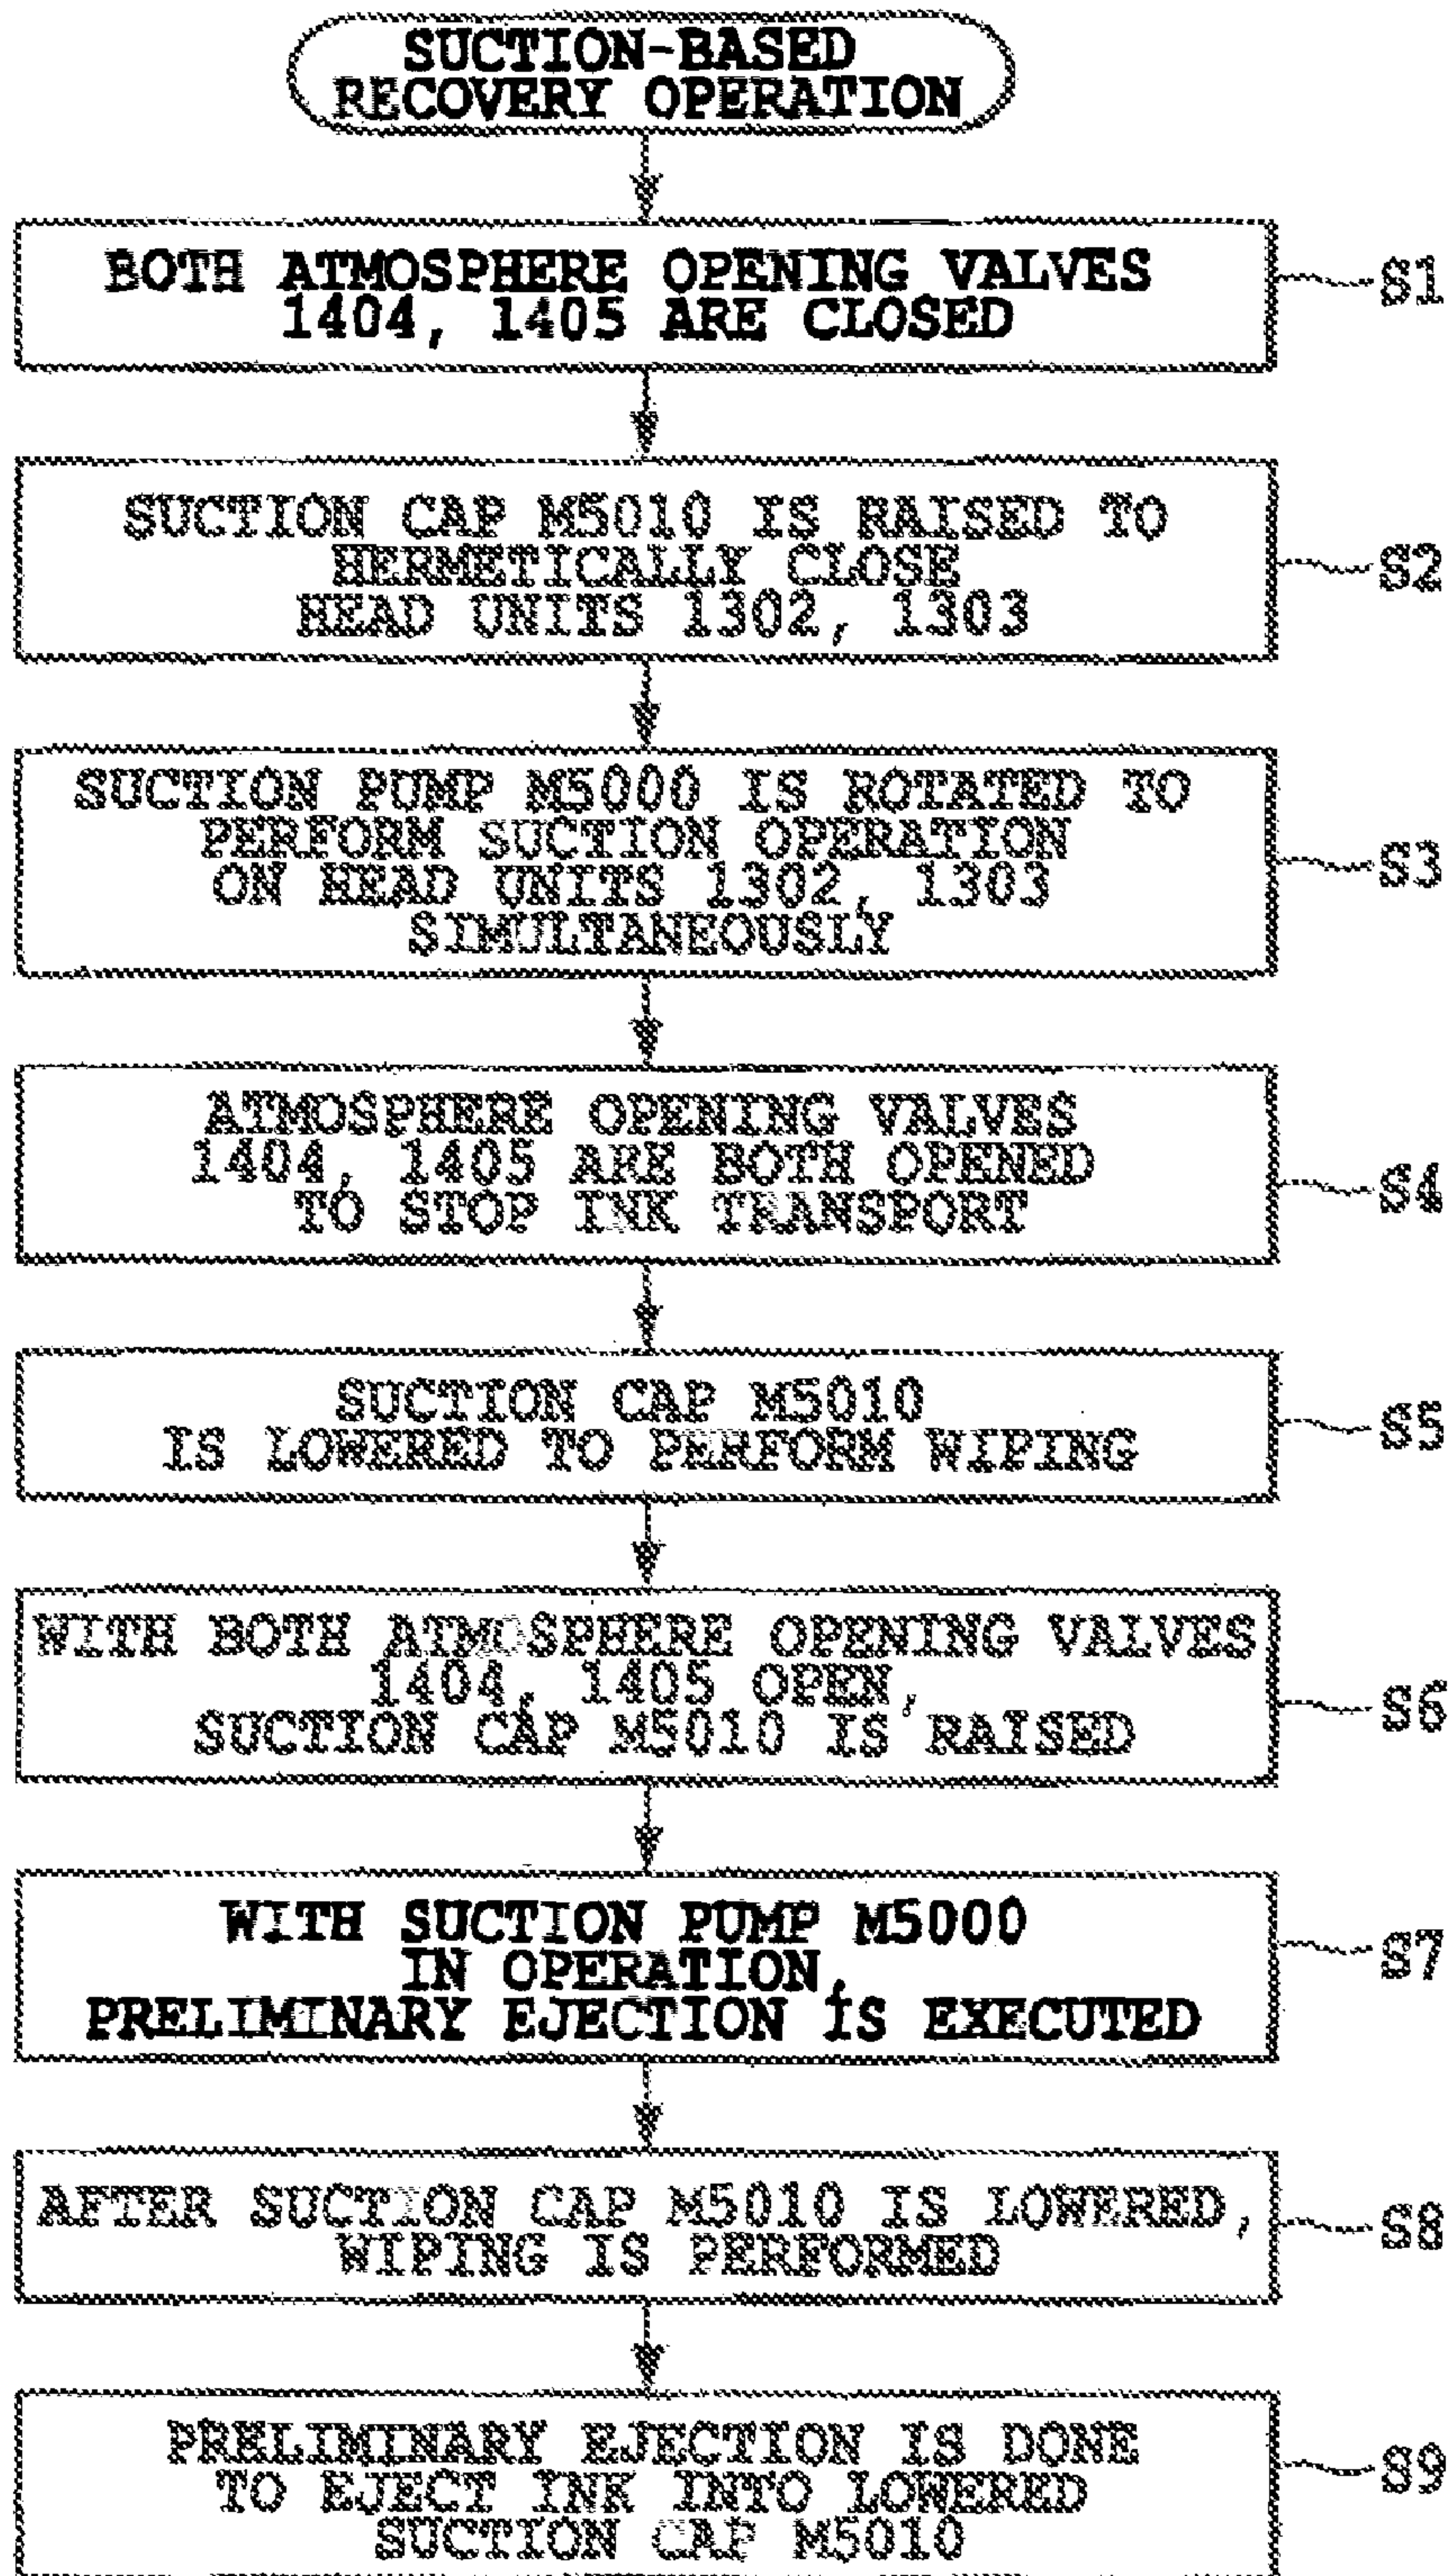 SUCTION-BASED
RECOVERY OPERATION
BOTH ATMOSPHERE OPENING VALVES
1404, 1405 ARE CLOSED
S1
SUCTION CAP M5010 IS RAISED TO
HERMETICALLY CLOSE
HEAD UNITS 1302, 1303
S2
SUCTION PUMP M5000 IS ROTATED TO
PERFORM SUCTION OPERATION
ON HEAD UNITS 1302, 1303
SIMULTANEOUSLY
S3
ATMOSPHERE OPENING VALVES
1404, 1405 ARE BOTH OPENED
TO STOP INK TRANSPORT
S4
SUCTION CAP M5010
IS LOWERED TO PERFORM WIPING
S5
WITH BOTH ATMOSPHERE OPENING VALVES
1404, 1405 OPEN,
SUCTION CAP M5010 IS RAISED
S6
WITH SUCTION PUMP M5000
IN OPERATION,
PRELIMINARY EJECTION IS EXECUTED
S7
AFTER SUCTION CAP M5010 IS LOWERED,
WIPING IS PERFORMED
S8
PRELIMINARY EJECTION IS DONE
TO EJECT INK INTO LOWERED
SUCTION CAP M5010
S9